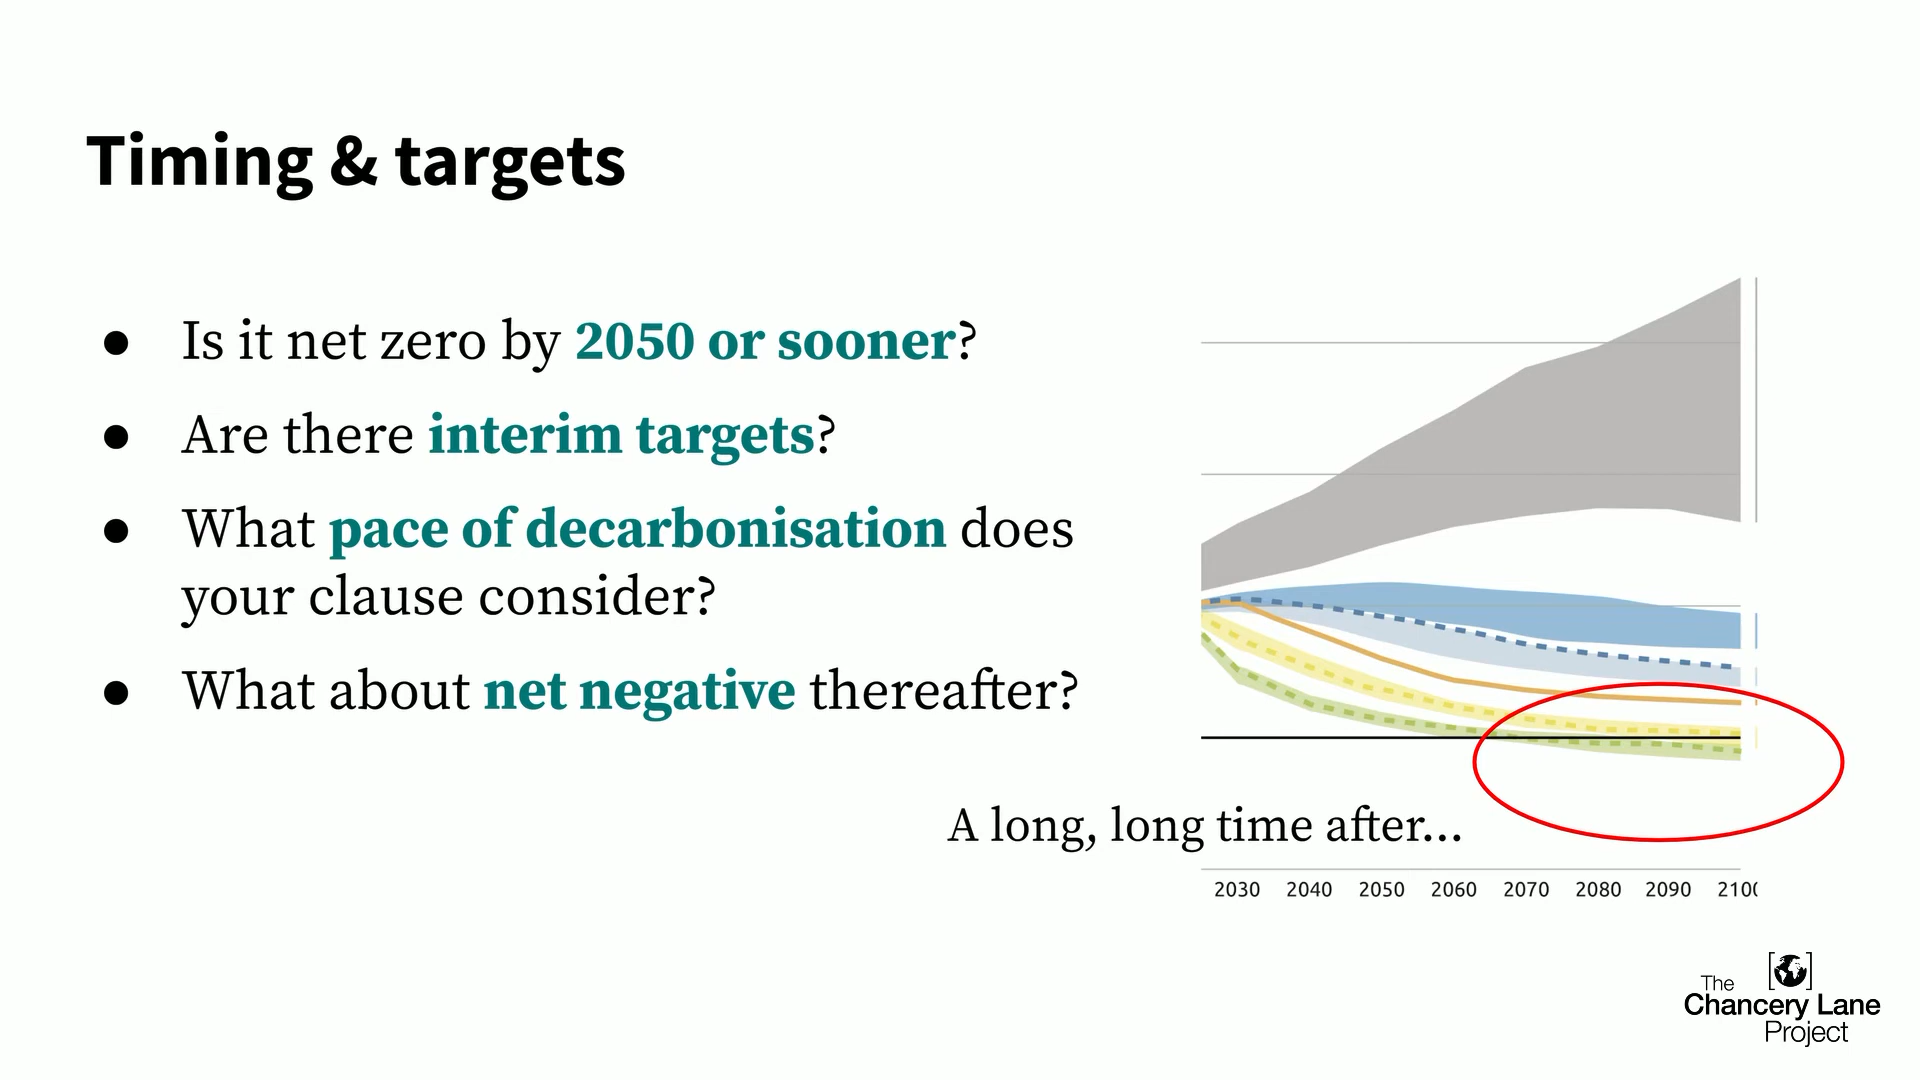 Timing & targets
● Is it net zero by 2050 or sooner?
● Are there interim targets?
● What pace of decarbonisation does
your clause consider?
● What about net negative thereafter?
A long, long time after...
2030 2040 2050 2060 2070 2080 2090 2100
The
Chancery Lane
Project